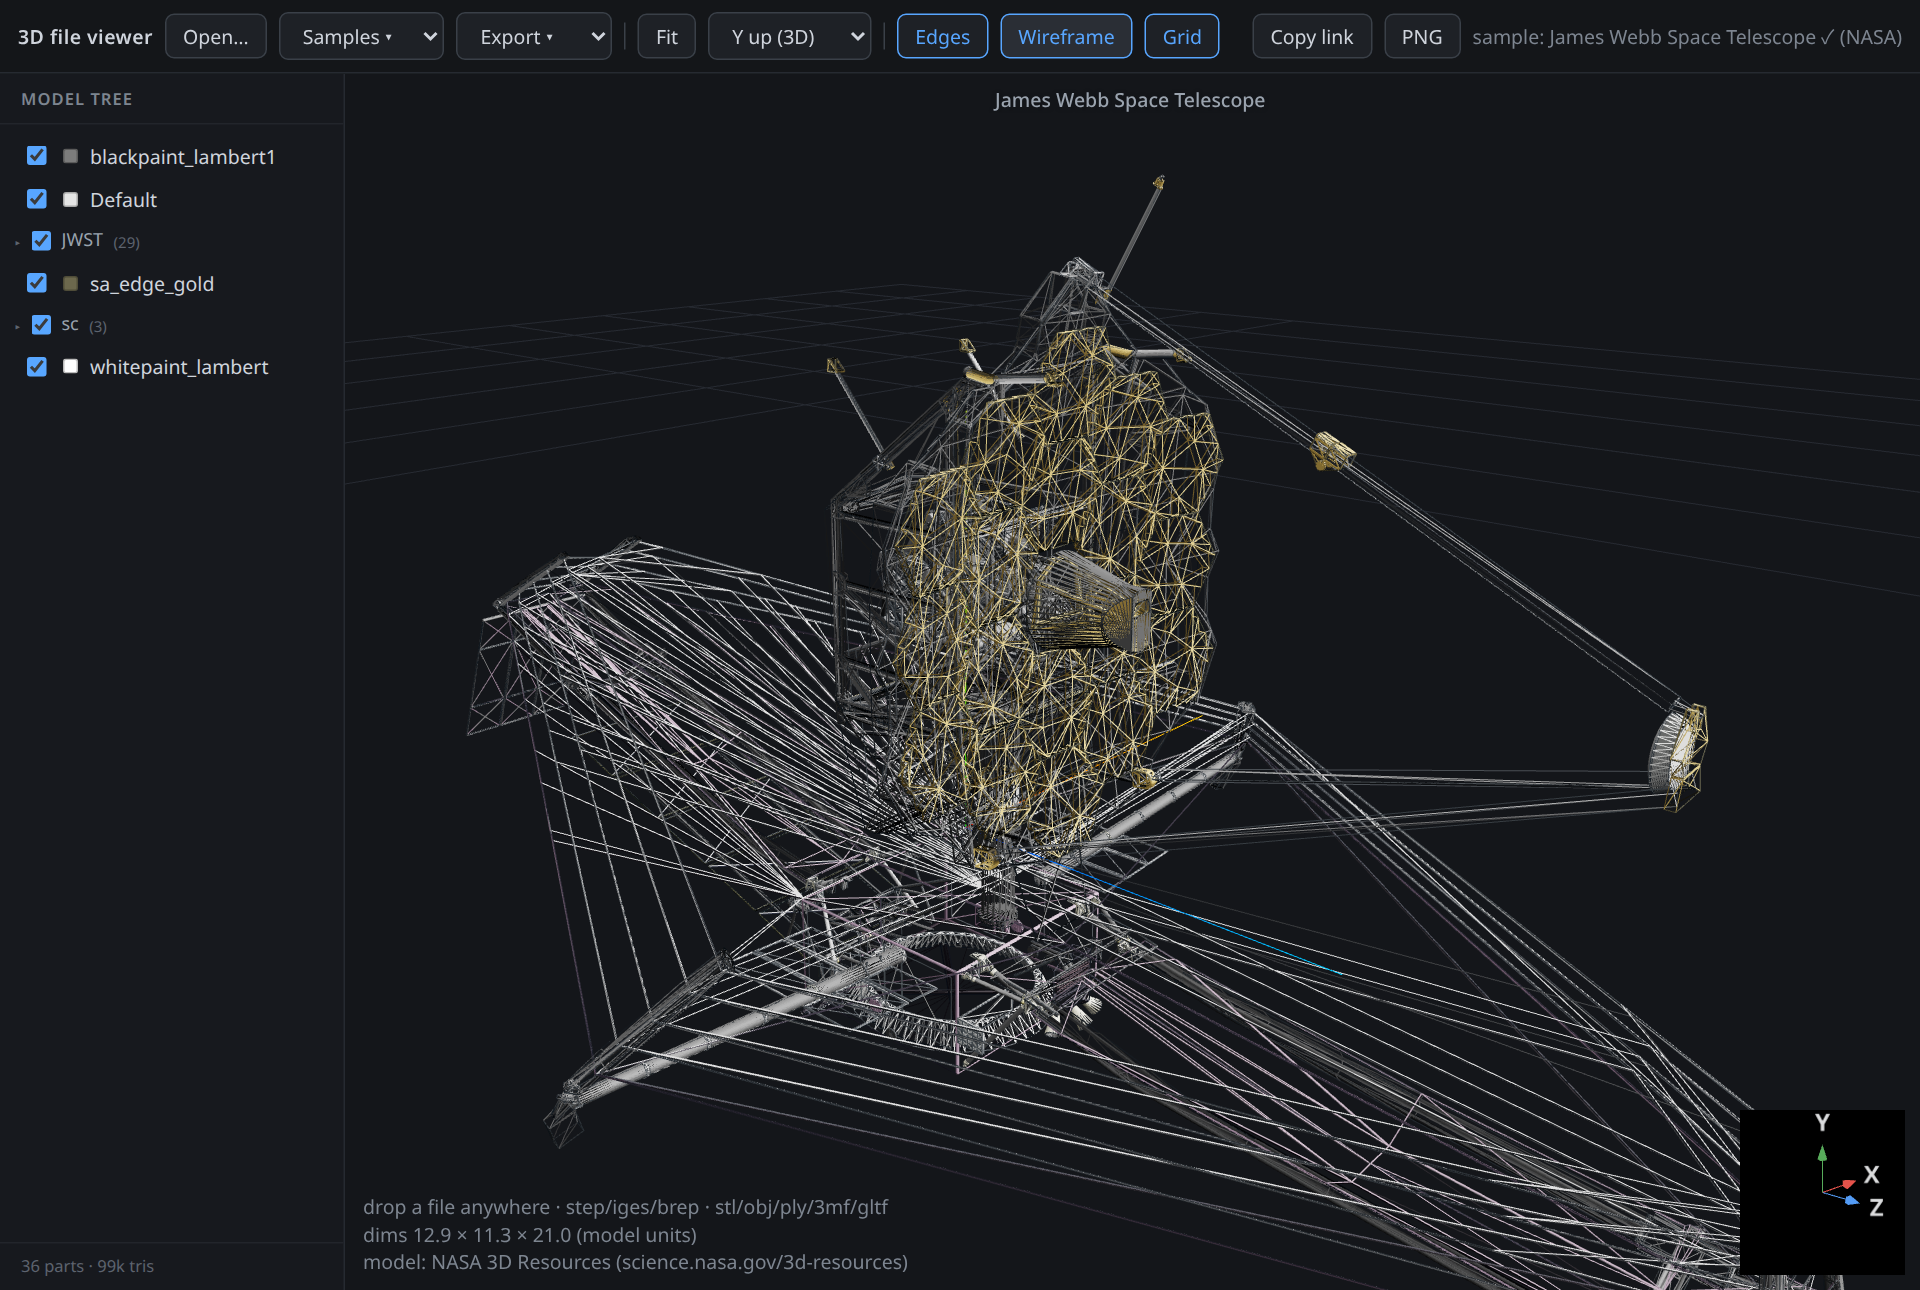 3D file viewer
Open...
Samples ▾
Export ▾
Fit
Y up (3D)
Edges
Wireframe
Grid
Copy link
PNG
sample: James Webb Space Telescope ✓ (NASA)
MODEL TREE
James Webb Space Telescope
blackpaint_lambert1
Default
JWST (29)
sa_edge_gold
sc (3)
whitepaint_lambert
Y
X
Z
drop a file anywhere · step/iges/brep · stl/obj/ply/3mf/gltf
dims 12.9 × 11.3 × 21.0 (model units)
model: NASA 3D Resources (science.nasa.gov/3d-resources)
36 parts · 99k tris